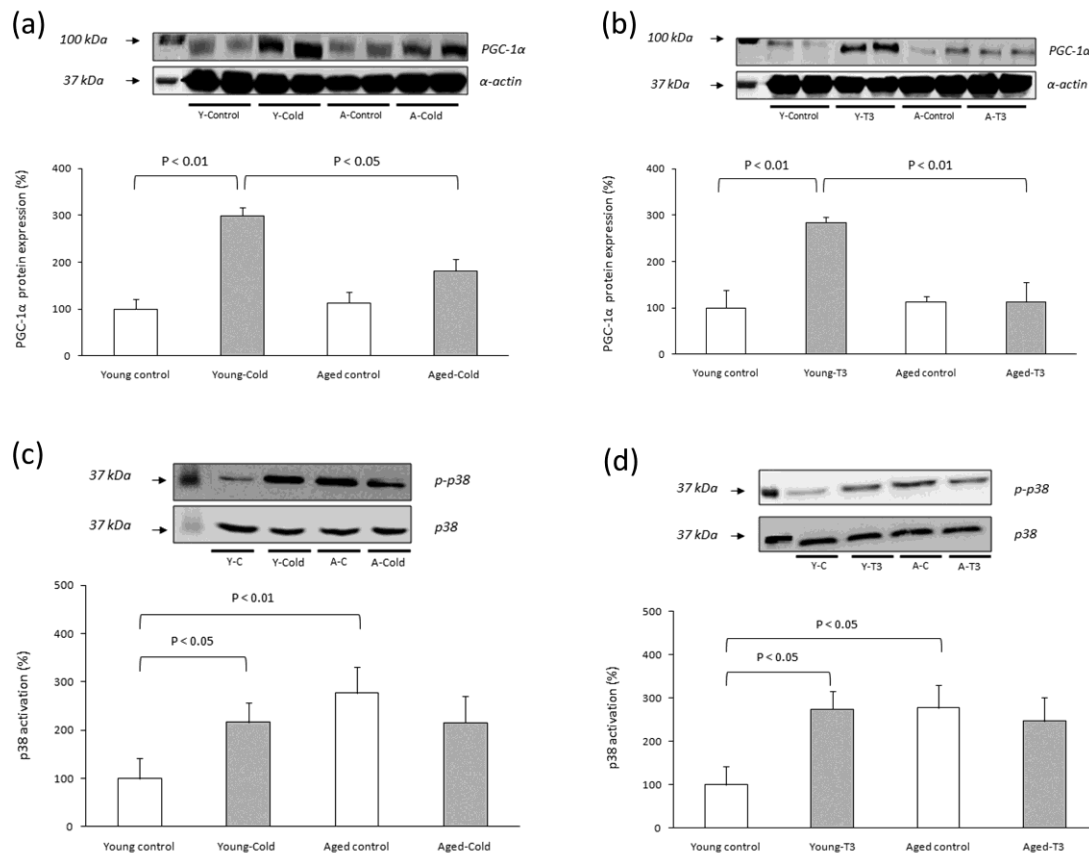 (a)
100 kDa
PGC-1α
37 kDa
α-actin
Y-Control Y-Cold A-Control A-Cold
P < 0.01 P < 0.05
PGC-1α protein expression (%)
400
300
200
100
0
Young control Young-Cold Aged control Aged-Cold
(b)
100 kDa
PGC-1α
37 kDa
α-actin
Y-Control Y-T3 A-Control A-T3
P < 0.01 P < 0.01
PGC-1α protein expression (%)
400
300
200
100
0
Young control Young-T3 Aged control Aged-T3
(c)
37 kDa p-p38
37 kDa p38
Y-C Y-Cold A-C A-Cold
P < 0.01
P < 0.05
p38 activation (%)
500
400
300
200
100
0
Young control Young-Cold Aged control Aged-Cold
(d)
37 kDa p-p38
37 kDa p38
Y-C Y-T3 A-C A-T3
P < 0.05
P < 0.05
p38 activation (%)
500
400
300
200
100
0
Young control Young-T3 Aged control Aged-T3